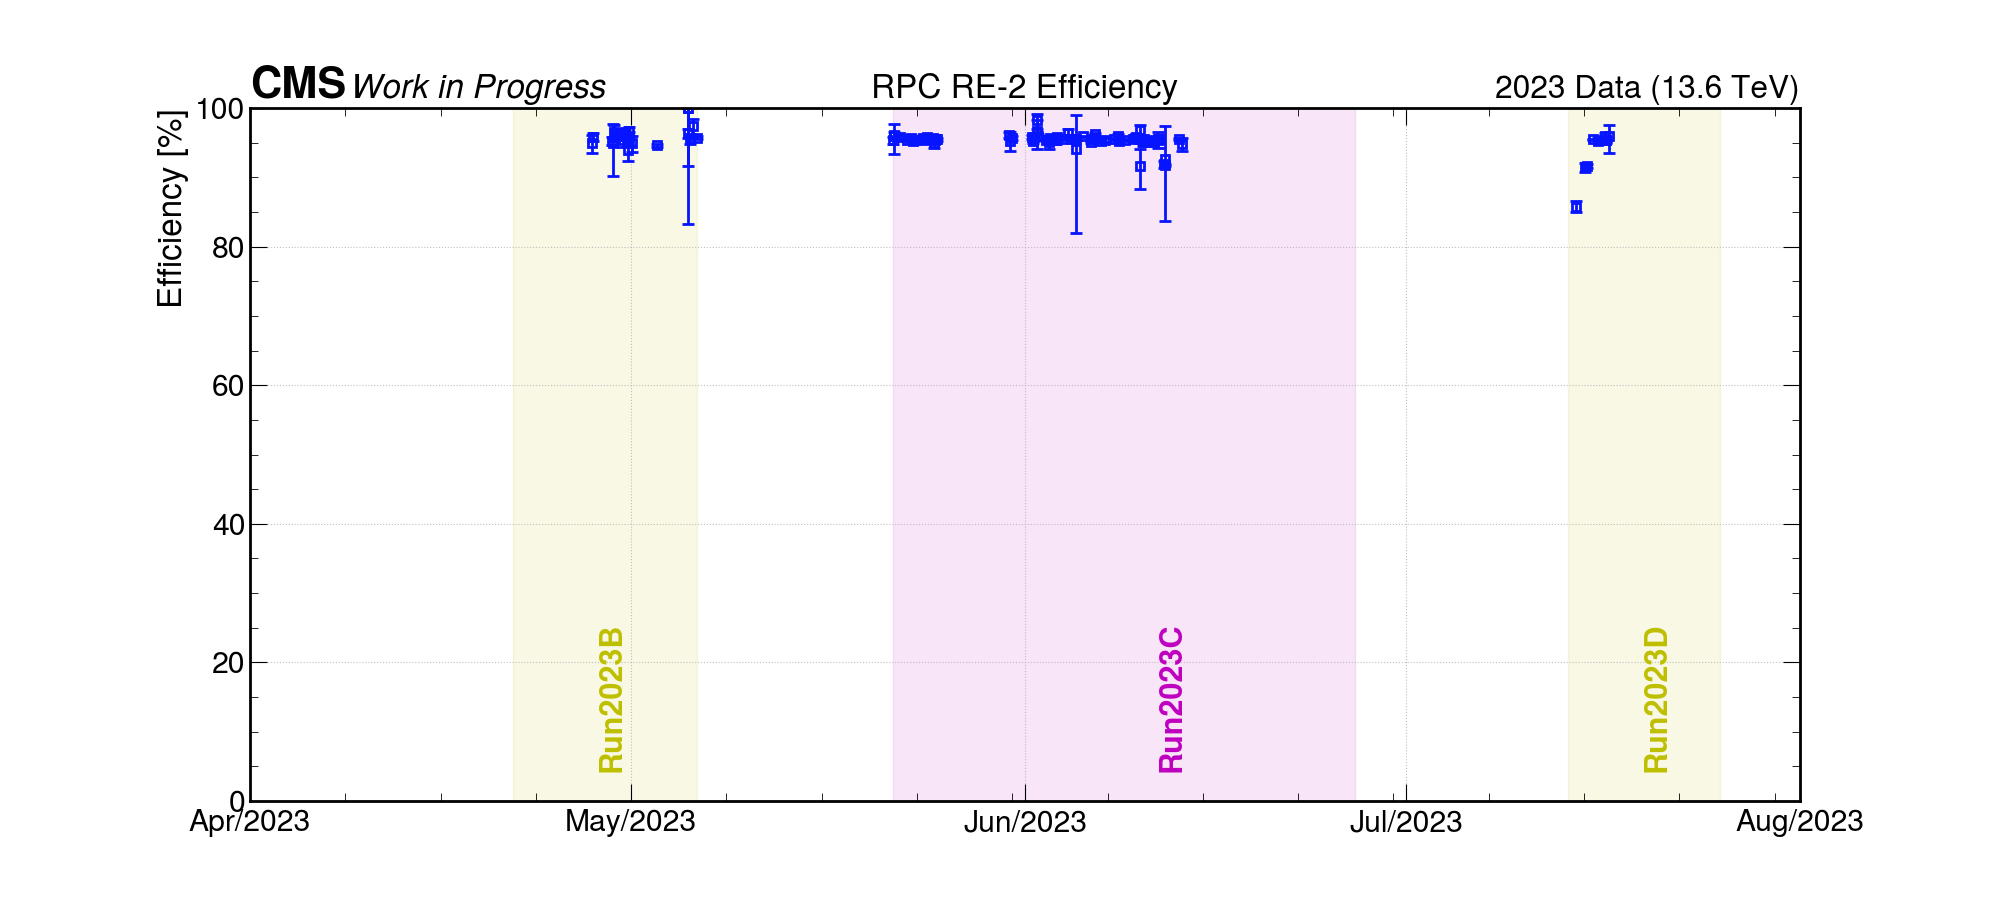 CMS Work in Progress RPC RE-2 Efficiency 2023 Data (13.6 TeV)
Efficiency [%]
100
80
60
40
20
0
Run2023B
Run2023C
Run2023D
Apr/2023 May/2023 Jun/2023 Jul/2023 Aug/2023